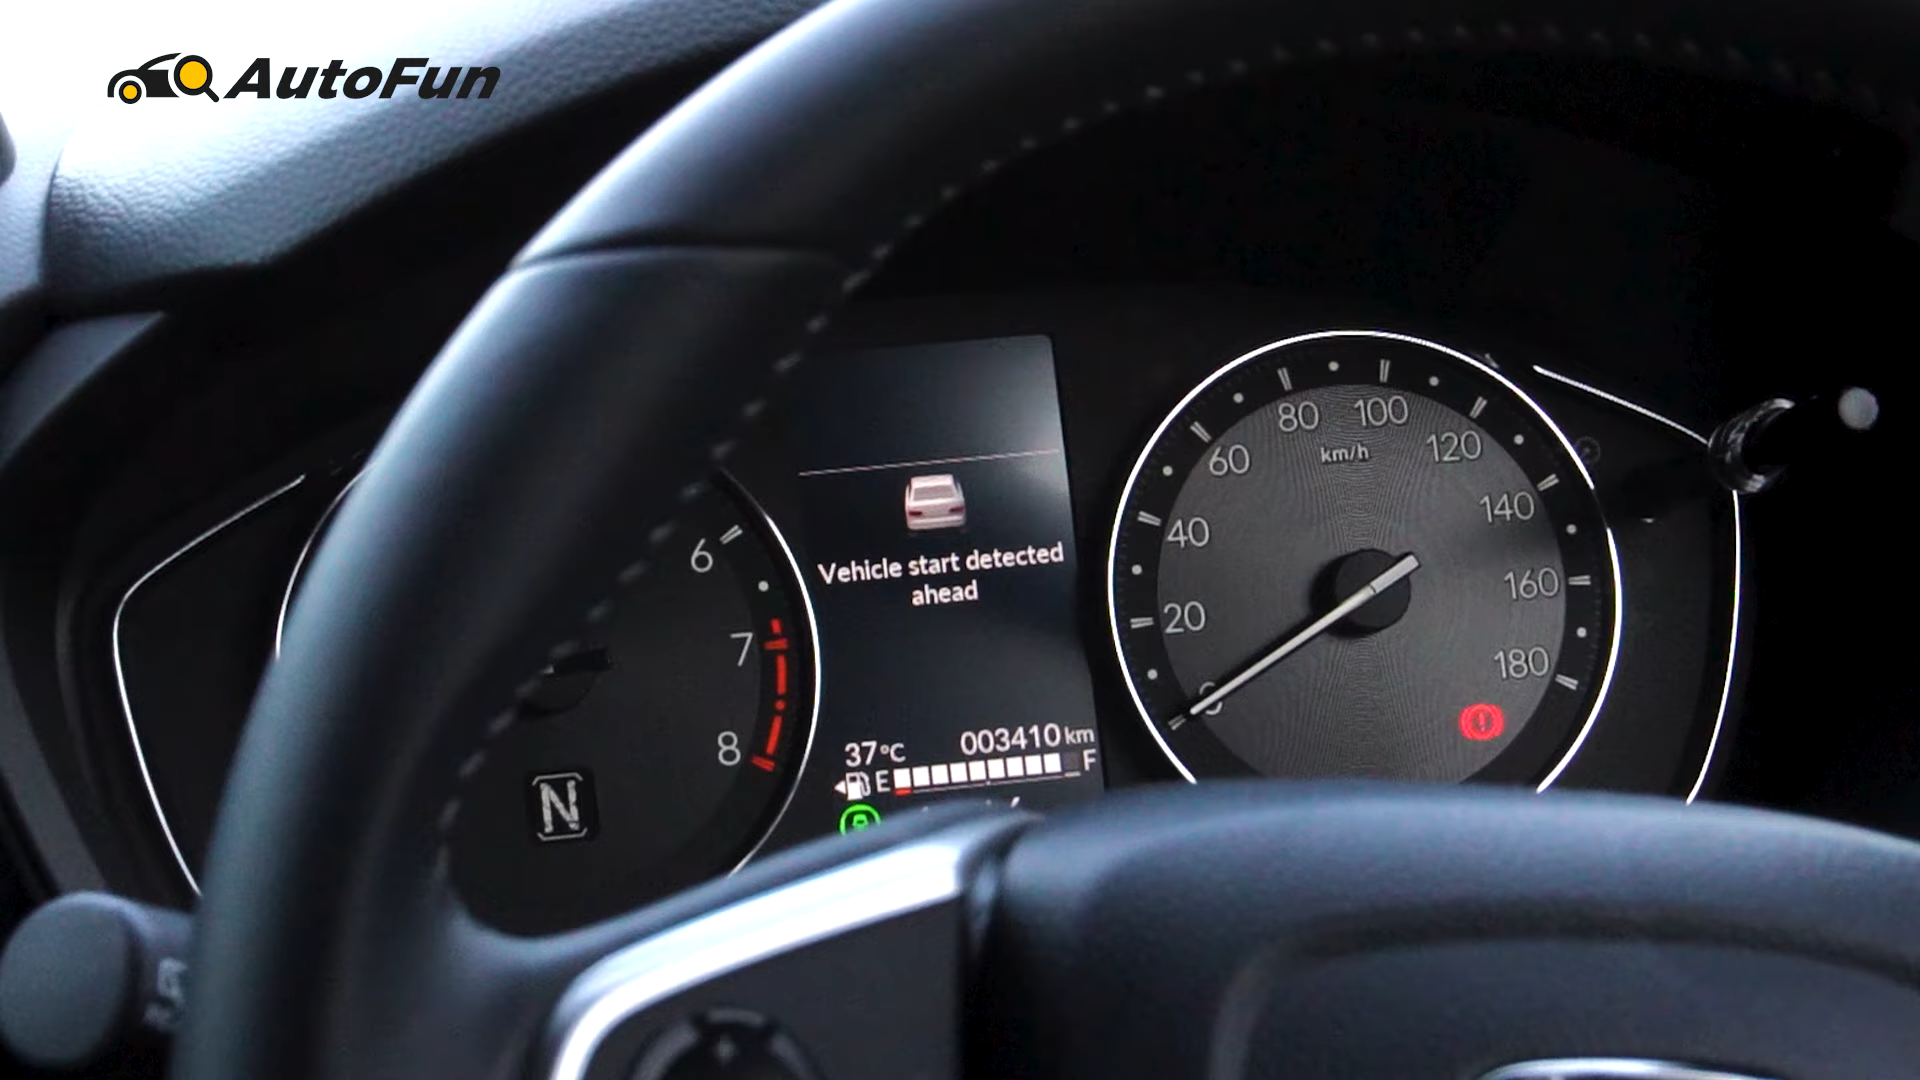 AutoFun
80 100
60 km/h 120
140
40
6
Vehicle start detected
ahead
160
20
7
180
0
8
37°C 003410 km
E F
N